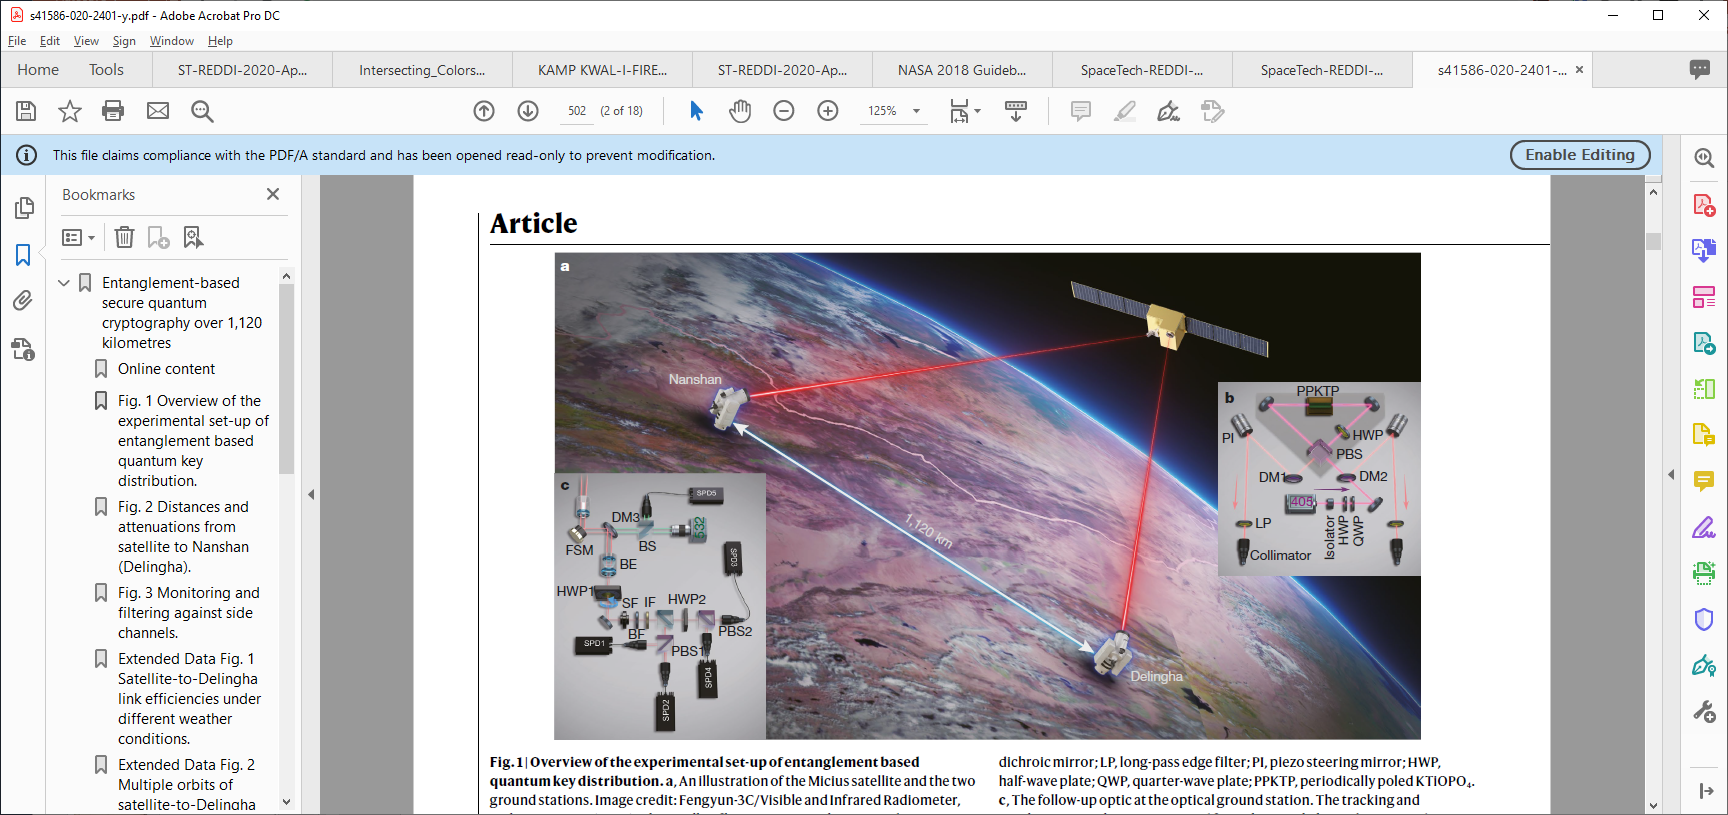 s41586-020-2401-y.pdf - Adobe Acrobat Pro DC
File Edit View Sign Window Help
Home Tools ST-REDDI-2020-Ap... Intersecting_Colors... KAMP KWAL-I-FIRE... ST-REDDI-2020-Ap... NASA 2018 Guideb... SpaceTech-REDDI-... SpaceTech-REDDI-... s41586-020-2401-... ×
502 (2 of 18) 125%
This file claims compliance with the PDF/A standard and has been opened read-only to prevent modification.
Enable Editing
Bookmarks
Entanglement-based
secure quantum
cryptography over 1,120
kilometres
Online content
Fig. 1 Overview of the
experimental set-up of
entanglement based
quantum key
distribution.
Fig. 2 Distances and
attenuations from
satellite to Nanshan
(Delingha).
Fig. 3 Monitoring and
filtering against side
channels.
Extended Data Fig. 1
Satellite-to-Delingha
link efficiencies under
different weather
conditions.
Extended Data Fig. 2
Multiple orbits of
satellite-to-Delingha
Article
a
Nanshan
1,120 km
Delingha
b
PPKTP
PI
HWP
PBS
DM1
DM2
405
LP
Isolator
HWP
QWP
Collimator
c
SPD5
DM3
532
FSM
BS
BE
SPD3
HWP1
SF IF HWP2
BF
PBS2
SPD1
PBS1
SPD4
SPD2
Fig. 1 | Overview of the experimental set-up of entanglement based
quantum key distribution. a, An illustration of the Micius satellite and the two
ground stations. Image credit: Fengyun-3C/Visible and Infrared Radiometer,
dichroic mirror; LP, long-pass edge filter; PI, piezo steering mirror; HWP,
half-wave plate; QWP, quarter-wave plate; PPKTP, periodically poled KTiOPO₄.
c, The follow-up optic at the optical ground station. The tracking and